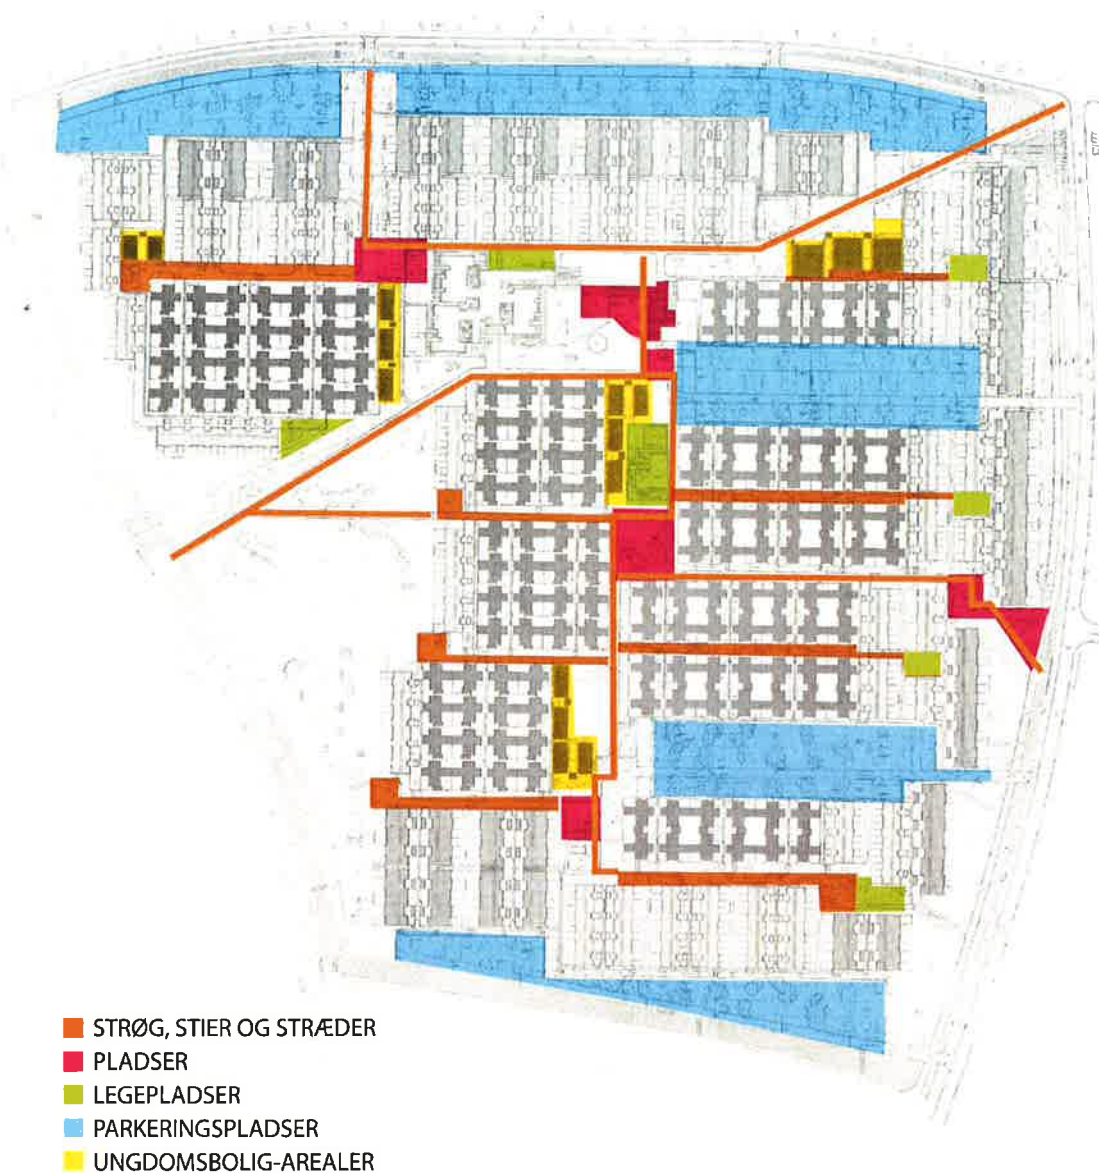 STRØG, STIER OG STRÆDER
PLADSER
LEGEPLADSER
PARKERINGSPLADSER
UNGDOMSBOLIG-AREALER